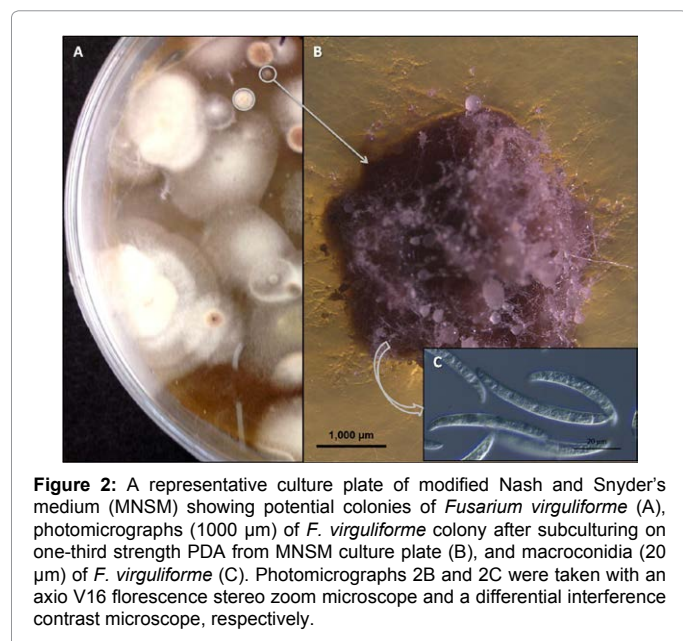 A
B
C
1,000 µm
20 µm
Figure 2: A representative culture plate of modified Nash and Snyder's
medium (MNSM) showing potential colonies of Fusarium virguliforme (A),
photomicrographs (1000 µm) of F. virguliforme colony after subculturing on
one-third strength PDA from MNSM culture plate (B), and macroconidia (20
µm) of F. virguliforme (C). Photomicrographs 2B and 2C were taken with an
axio V16 florescence stereo zoom microscope and a differential interference
contrast microscope, respectively.